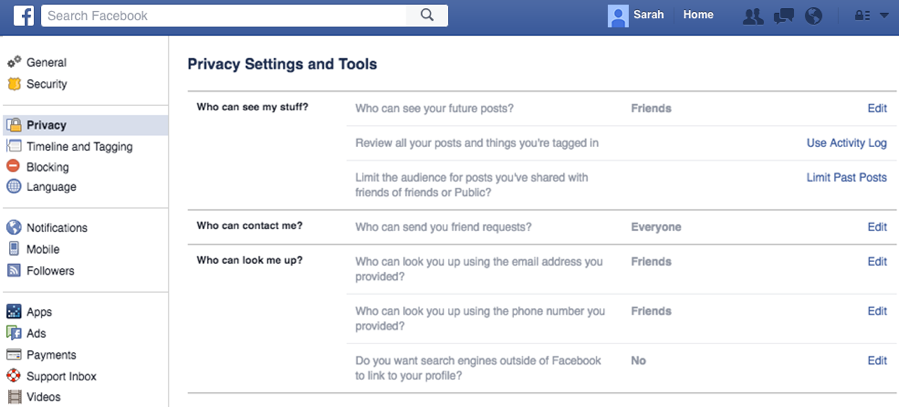 f Search Facebook Sarah Home
General
Security
Privacy
Timeline and Tagging
Blocking
Language
Notifications
Mobile
Followers
Apps
Ads
Payments
Support Inbox
Videos
Privacy Settings and Tools
Who can see my stuff? Who can see your future posts? Friends Edit
Review all your posts and things you're tagged in Use Activity Log
Limit the audience for posts you've shared with Limit Past Posts
friends of friends or Public?
Who can contact me? Who can send you friend requests? Everyone Edit
Who can look me up? Who can look you up using the email address you Friends Edit
provided?
Who can look you up using the phone number you Friends Edit
provided?
Do you want search engines outside of Facebook No Edit
to link to your profile?